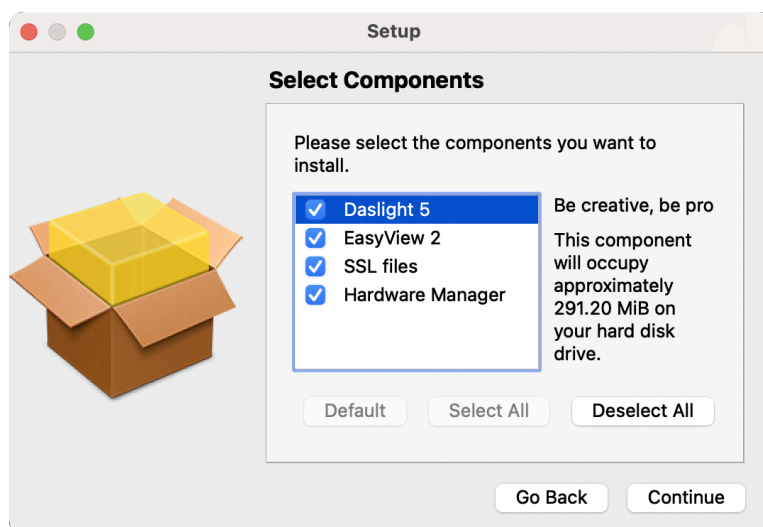 Setup
Select Components
Please select the components you want to
install.
Daslight 5
EasyView 2
SSL files
Hardware Manager
Be creative, be pro
This component
will occupy
approximately
291.20 MiB on
your hard disk
drive.
Default
Select All
Deselect All
Go Back
Continue